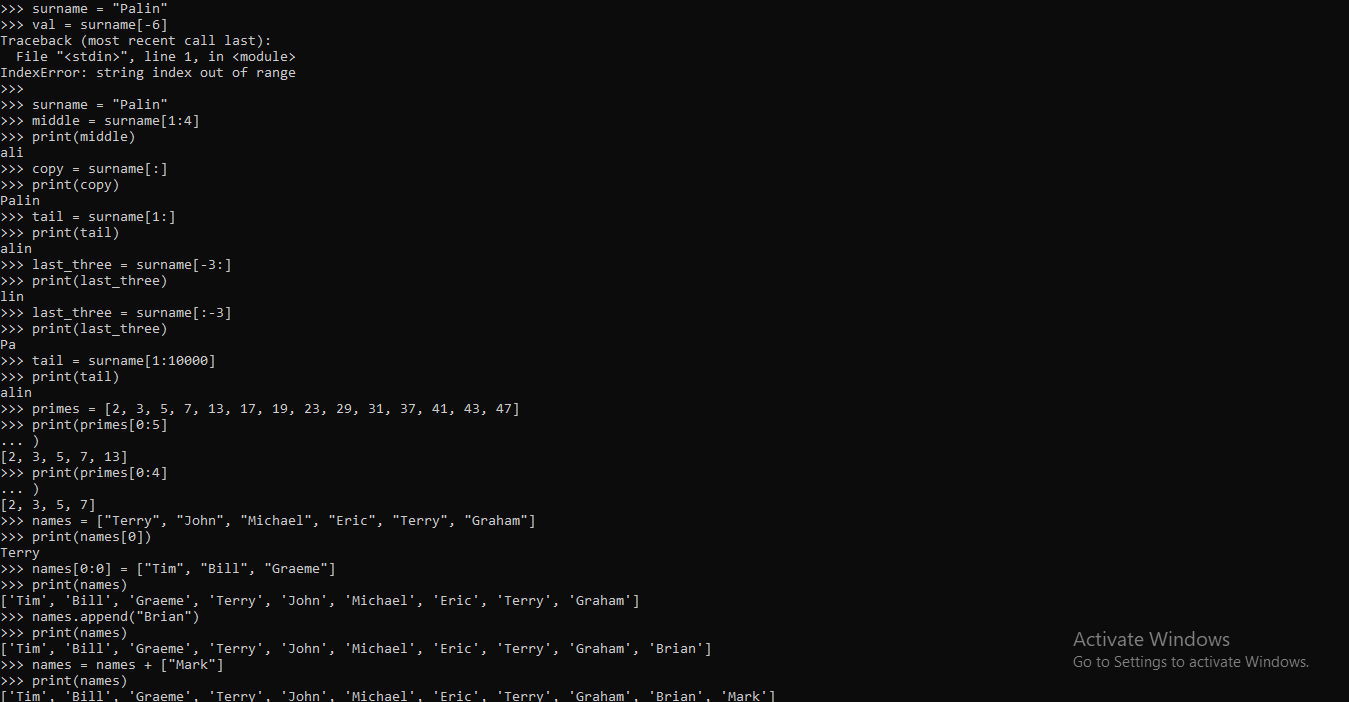 >>> surname = "Palin"
>>> val = surname[-6]
Traceback (most recent call last):
  File "<stdin>", line 1, in <module>
IndexError: string index out of range
>>>
>>> surname = "Palin"
>>> middle = surname[1:4]
>>> print(middle)
ali
>>> copy = surname[:]
>>> print(copy)
Palin
>>> tail = surname[1:]
>>> print(tail)
alin
>>> last_three = surname[-3:]
>>> print(last_three)
lin
>>> last_three = surname[:-3]
>>> print(last_three)
Pa
>>> tail = surname[1:10000]
>>> print(tail)
alin
>>> primes = [2, 3, 5, 7, 13, 17, 19, 23, 29, 31, 37, 41, 43, 47]
>>> print(primes[0:5]
... )
[2, 3, 5, 7, 13]
>>> print(primes[0:4]
... )
[2, 3, 5, 7]
>>> names = ["Terry", "John", "Michael", "Eric", "Terry", "Graham"]
>>> print(names[0])
Terry
>>> names[0:0] = ["Tim", "Bill", "Graeme"]
>>> print(names)
['Tim', 'Bill', 'Graeme', 'Terry', 'John', 'Michael', 'Eric', 'Terry', 'Graham']
>>> names.append("Brian")
>>> print(names)
['Tim', 'Bill', 'Graeme', 'Terry', 'John', 'Michael', 'Eric', 'Terry', 'Graham', 'Brian']
>>> names = names + ["Mark"]
>>> print(names)
['Tim', 'Bill', 'Graeme', 'Terry', 'John', 'Michael', 'Eric', 'Terry', 'Graham', 'Brian', 'Mark']
Activate Windows
Go to Settings to activate Windows.